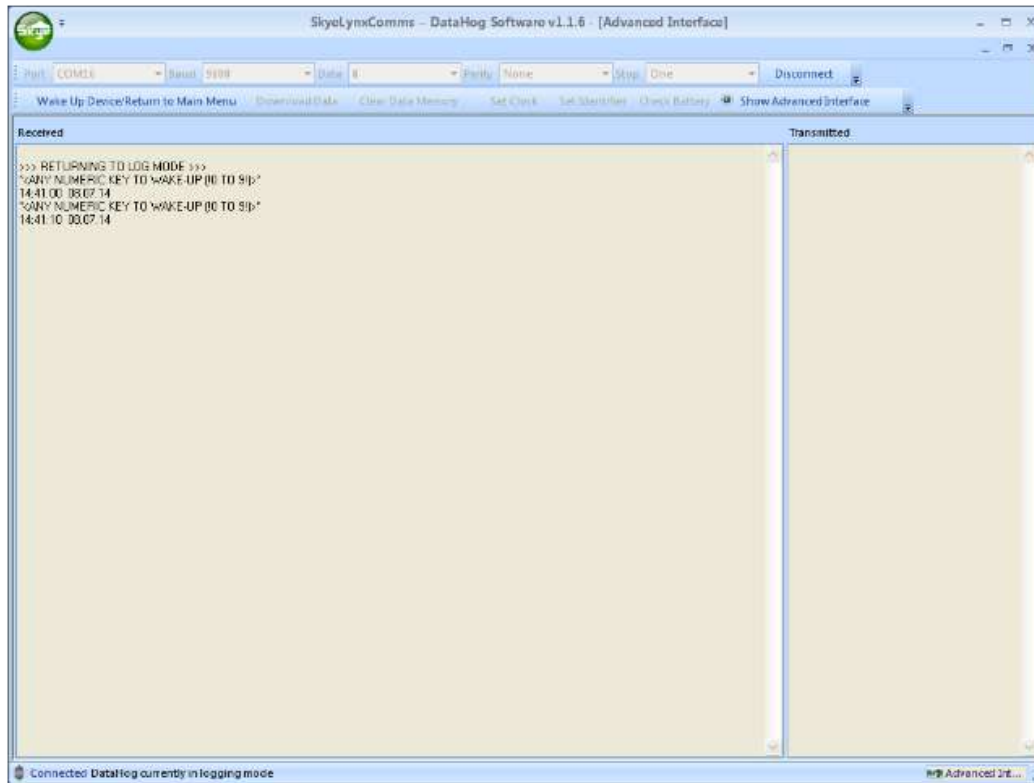 Skye
SkyeLynxComms - DataHog Software v1.1.6 - [Advanced Interface]
Port COM16 Baud 9600 Data 8 Parity None Stop One Disconnect
Wake Up Device/Return to Main Menu Download Data Clear Data Memory Set Clock Set Identifier Check Battery Show Advanced Interface
Received Transmitted
>>> RETURNING TO LOG MODE >>>
"<ANY NUMERIC KEY TO WAKE-UP (!0 TO 9!)>"
14:41:00 08.07.14
"<ANY NUMERIC KEY TO WAKE-UP (!0 TO 9!)>"
14:41:10 08.07.14
Connected DataHog currently in logging mode Advanced Int...